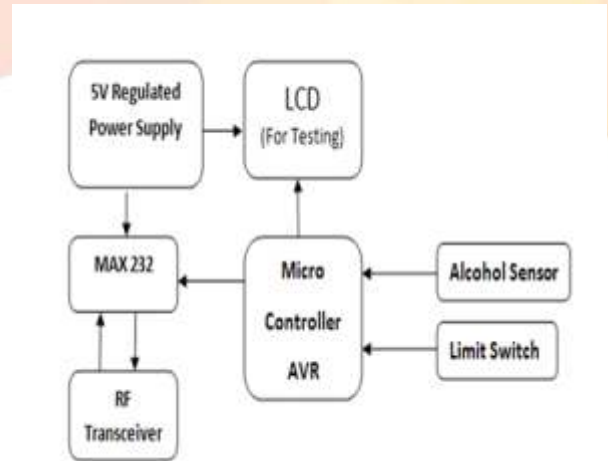 5V Regulated
Power Supply
LCD
(For Testing)
MAX 232
Micro
Controller
AVR
Alcohol Sensor
Limit Switch
RF
Transceiver